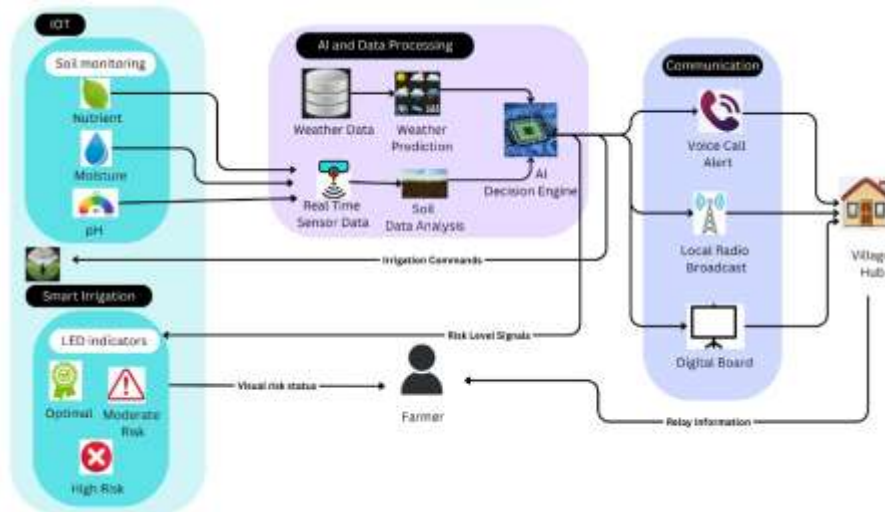 IOT
Soil monitoring
Nutrient
Moisture
pH
Smart Irrigation
LED indicators
Optimal
Moderate
Risk
High Risk
AI and Data Processing
Weather Data
Weather
Prediction
Real Time
Sensor Data
Soil
Data Analysis
AI
Decision Engine
Irrigation Commands
Risk Level Signals
Visual risk status
Farmer
Communication
Voice Call
Alert
Local Radio
Broadcast
Digital Board
Village
Hub
Relay Information